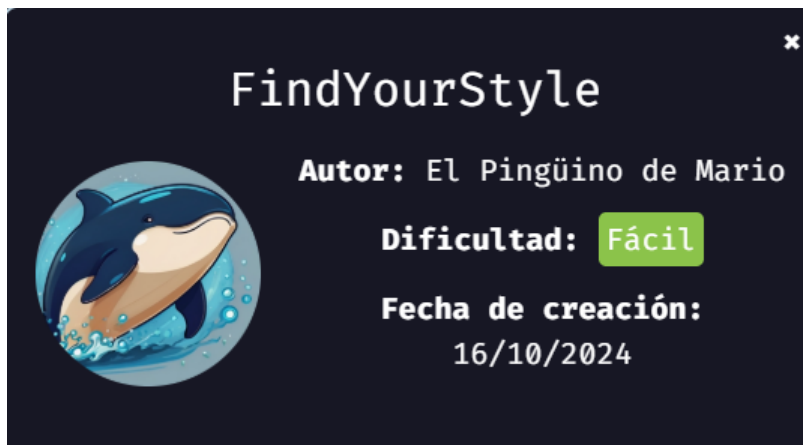 ✖
FindYourStyle
Autor: El Pingüino de Mario
Dificultad: Fácil
Fecha de creación:
16/10/2024